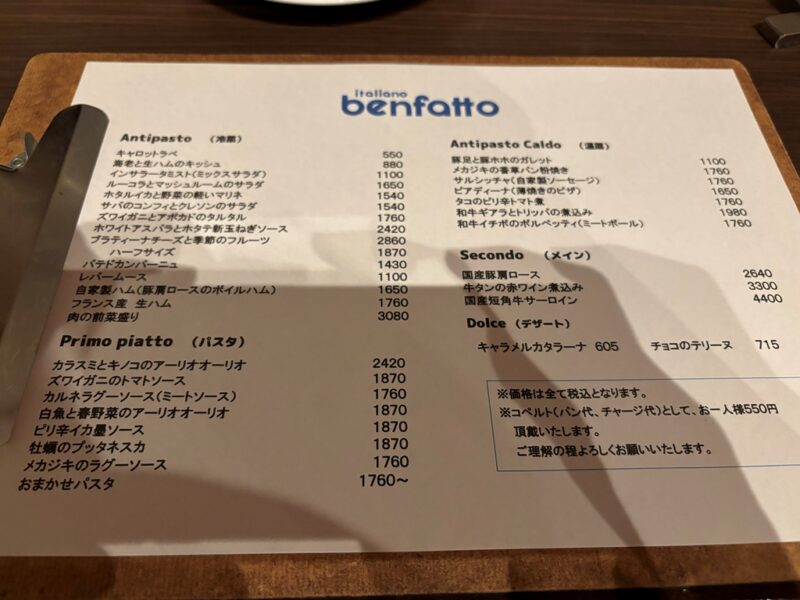 italiano
benfatto
Antipasto （冷菜）
キャロットラペ 550
海老と生ハムのキッシュ 880
インサラータミスト(ミックスサラダ) 1100
ルーコラとマッシュルームのサラダ 1650
ホタルイカと野菜の軽いマリネ 1540
サバのコンフィとクレソンのサラダ 1540
ズワイガニとアボカドのタルタル 1760
ホワイトアスパラとホタテ新玉ねぎソース 2420
ブラティーナチーズと季節のフルーツ 2860
ハーフサイズ 1870
パテドカンパーニュ 1430
レバームース 1100
自家製ハム(豚肩ロースのボイルハム) 1650
フランス産 生ハム 1760
肉の前菜盛り 3080
Primo piatto （パスタ）
カラスミとキノコのアーリオオーリオ 2420
ズワイガニのトマトソース 1870
カルネラグーソース(ミートソース) 1760
白魚と春野菜のアーリオオーリオ 1870
ピリ辛イカ墨ソース 1870
牡蠣のプッタネスカ 1870
メカジキのラグーソース 1760
おまかせパスタ 1760～
Antipasto Caldo （温菜）
豚足と豚ホホのガレット 1100
メカジキの香草パン粉焼き 1760
サルシッチャ(自家製ソーセージ) 1760
ピアディーナ(薄焼きのピザ) 1650
タコのピリ辛トマト煮 1760
和牛ギアラとトリッパの煮込み 1980
和牛イチボのポルペッティ(ミートボール) 1760
Secondo （メイン）
国産豚肩ロース 2640
牛タンの赤ワイン煮込み 3300
国産短角牛サーロイン 4400
Dolce （デザート）
キャラメルカタラーナ 605 チョコのテリーヌ 715
※価格は全て税込となります。
※コペルト(パン代、チャージ代)として、お一人様550円
頂戴いたします。
ご理解の程よろしくお願いいたします。